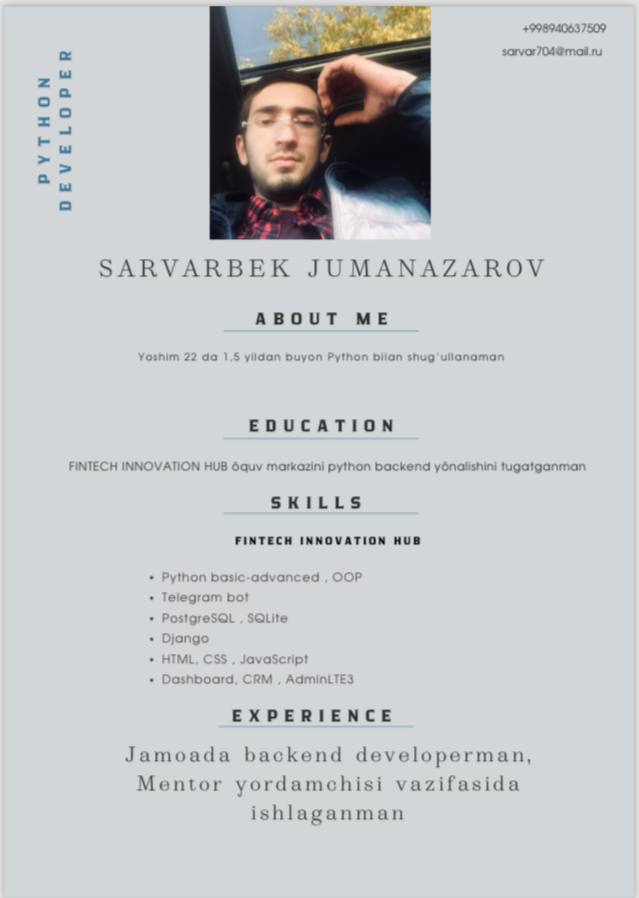 +998940637509
sarvar704@mail.ru
PYTHON
DEVELOPER
SARVARBEK JUMANAZAROV
ABOUT ME
Yoshim 22 da 1,5 yildan buyon Python bilan shug'ullanaman
EDUCATION
FINTECH INNOVATION HUB ôquv markazini python backend yônalishini tugatganman
SKILLS
FINTECH INNOVATION HUB
• Python basic-advanced , OOP
• Telegram bot
• PostgreSQL , SQLite
• Django
• HTML, CSS , JavaScript
• Dashboard, CRM , AdminLTE3
EXPERIENCE
Jamoada backend developerman,
Mentor yordamchisi vazifasida
ishlaganman